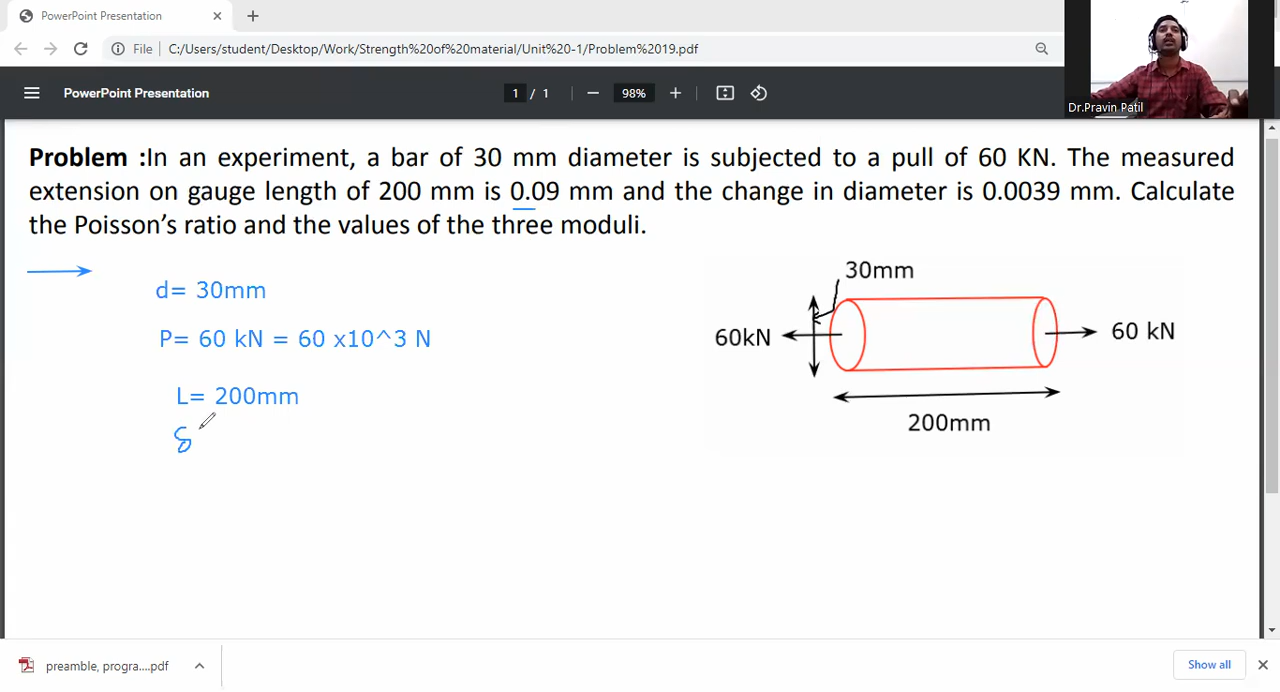 PowerPoint Presentation
File C:/Users/student/Desktop/Work/Strength%20of%20material/Unit%20-1/Problem%2019.pdf
PowerPoint Presentation 1 / 1 98%
Dr.Pravin Patil
Problem :In an experiment, a bar of 30 mm diameter is subjected to a pull of 60 KN. The measured
extension on gauge length of 200 mm is 0.09 mm and the change in diameter is 0.0039 mm. Calculate
the Poisson's ratio and the values of the three moduli.
d= 30mm
P= 60 kN = 60 x10^3 N
L= 200mm
δ
30mm
60kN
60 kN
200mm
preamble, progra....pdf
Show all